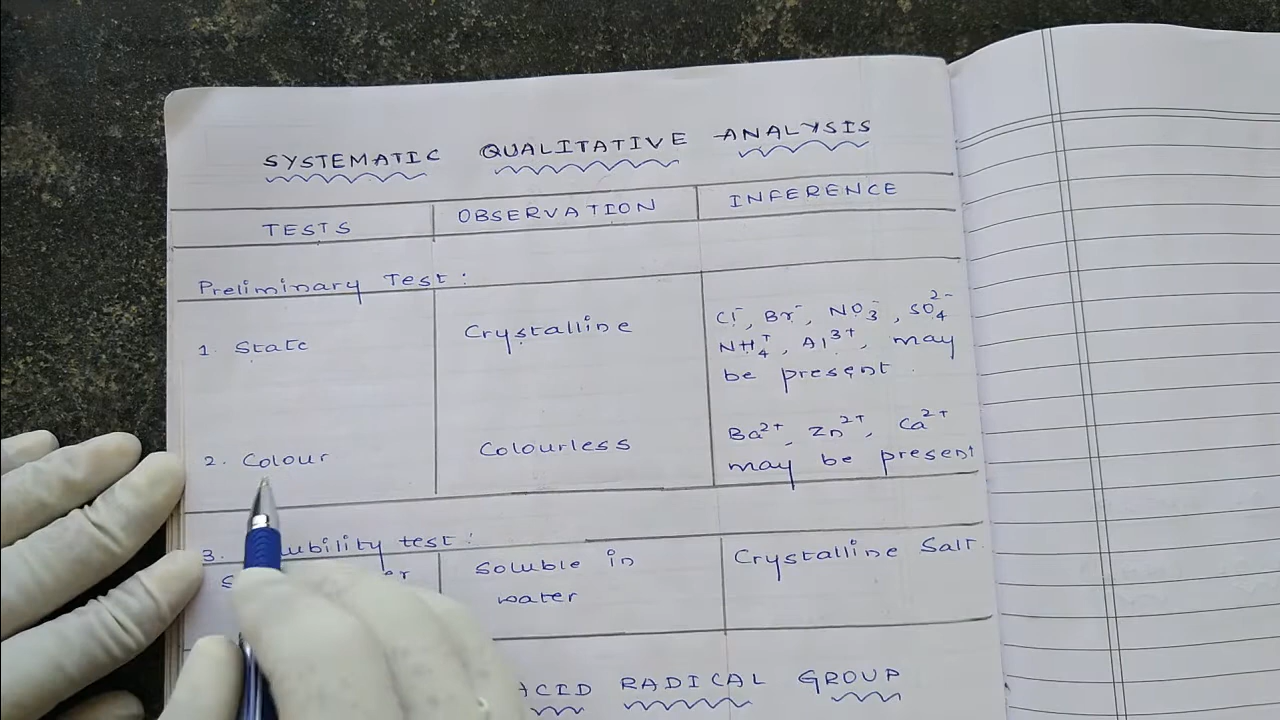 SYSTEMATIC QUALITATIVE ANALYSIS
TESTS OBSERVATION INFERENCE
Preliminary Test:
1. State Crystalline Cl⁻, Br⁻, NO₃⁻, SO₄²⁻
NH₄⁺, Al³⁺, may
be present.
2. Colour Colourless Ba²⁺, Zn²⁺, Ca²⁺
may be present
3. test:
Soluble in Crystalline Salt.
water
ACID RADICAL GROUP